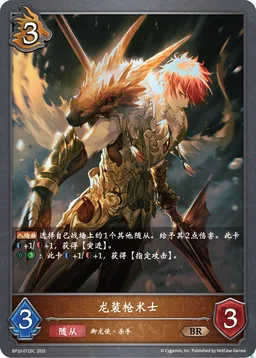 3
入场曲 选择自己战场上的1个其他随从。给予其2点伤害。此卡
+1/+1,获得【突进】。此卡
+1/+1,获得【指定攻击】。
龙装枪术士
3
随从 御龙使·杀手
BR
3
BP10-071SC 2025
© Cygames, Inc. Published by NetEase Games